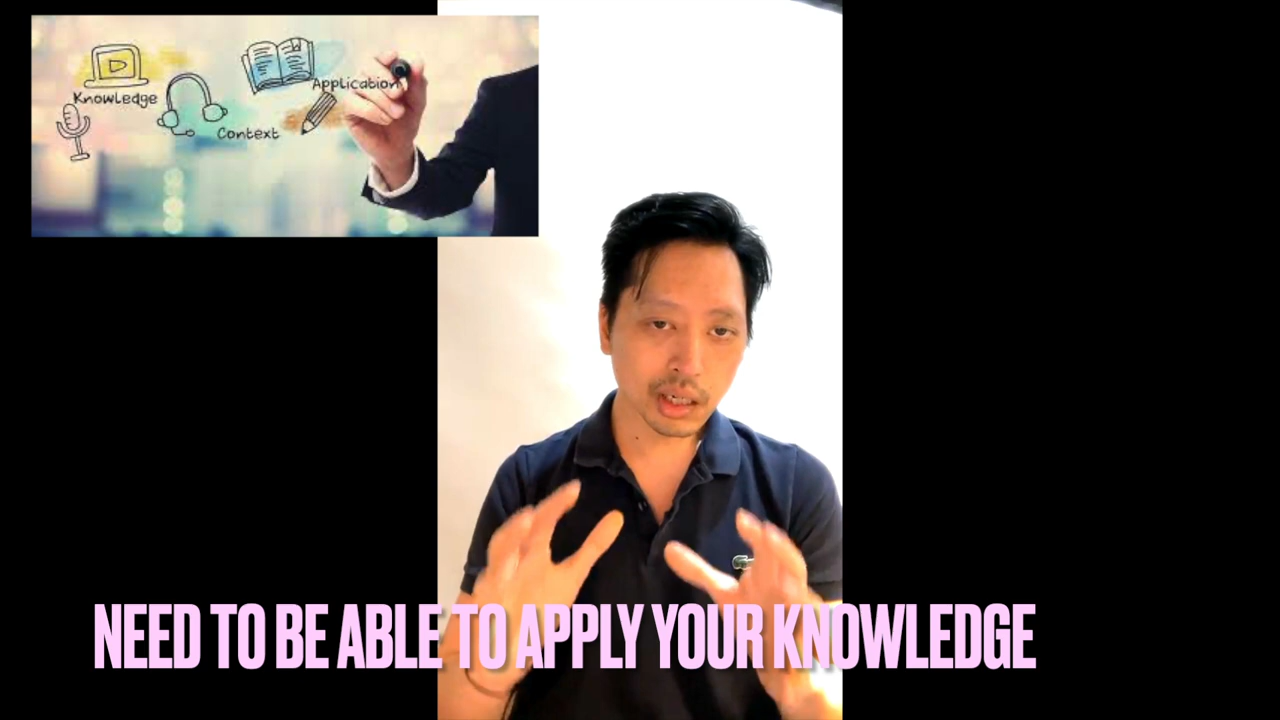 Knowledge
Application
Context
NEED TO BE ABLE TO APPLY YOUR KNOWLEDGE